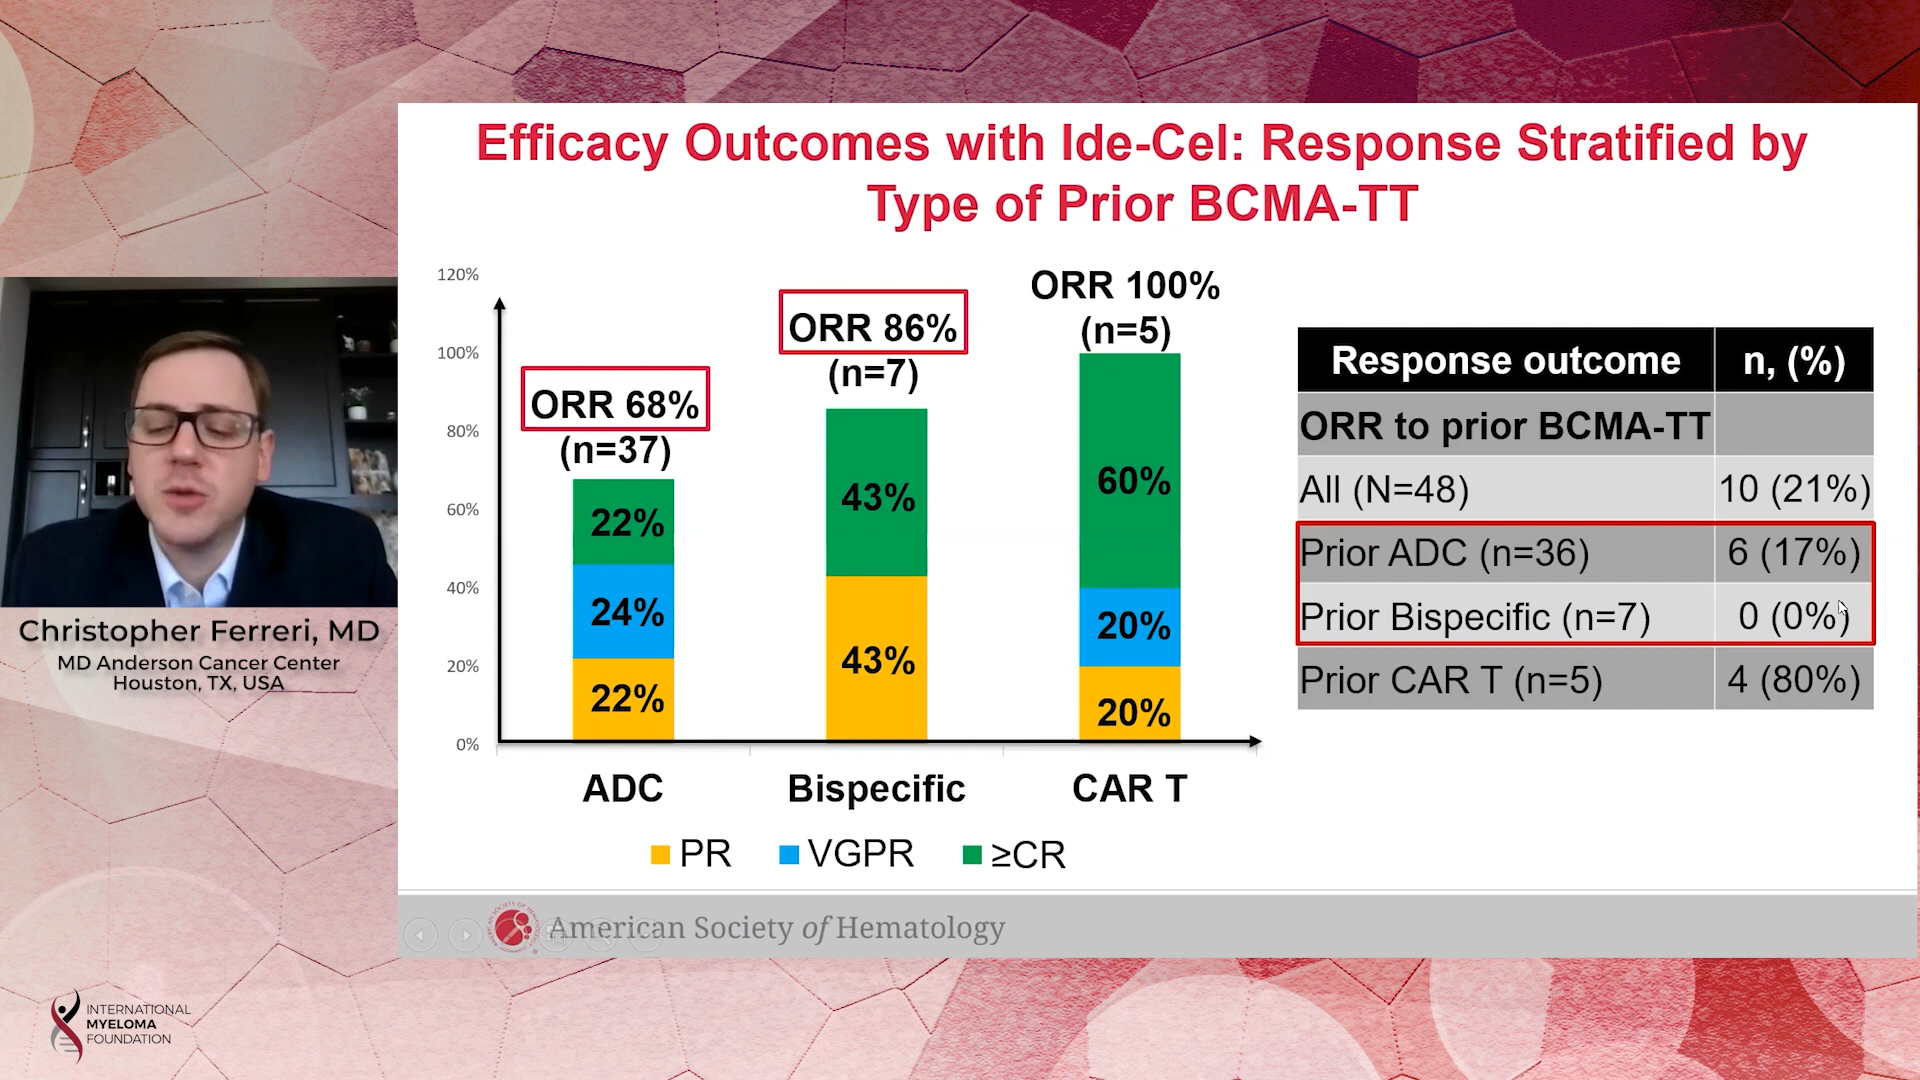 Efficacy Outcomes with Ide-Cel: Response Stratified by
Type of Prior BCMA-TT
120%
100%
80%
60%
40%
20%
0%
ORR 68%
(n=37)
22%
24%
22%
ORR 86%
(n=7)
43%
43%
ORR 100%
(n=5)
60%
20%
20%
ADC
Bispecific
CAR T
PR
VGPR
≥CR
Response outcome n, (%)
ORR to prior BCMA-TT
All (N=48) 10 (21%)
Prior ADC (n=36) 6 (17%)
Prior Bispecific (n=7) 0 (0%)
Prior CAR T (n=5) 4 (80%)
Christopher Ferreri, MD
MD Anderson Cancer Center
Houston, TX, USA
American Society of Hematology
INTERNATIONAL
MYELOMA
FOUNDATION